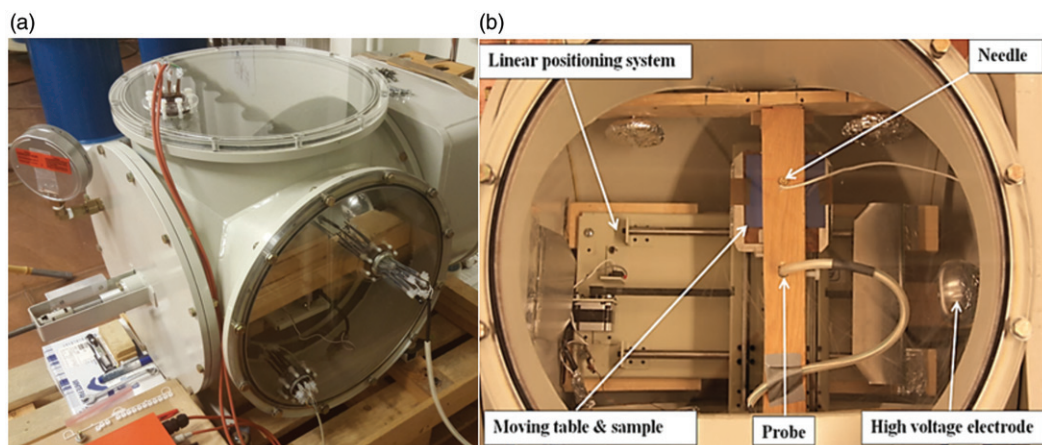 (a)
(b)
Linear positioning system
Needle
Moving table & sample
Probe
High voltage electrode